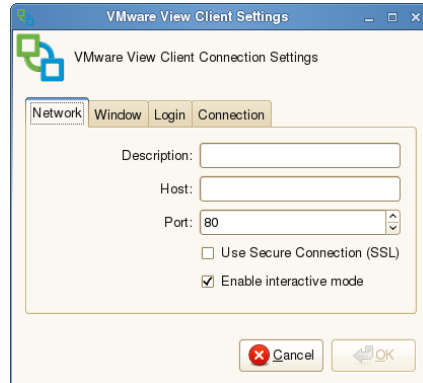 VMware View Client Settings
VMware View Client Connection Settings
Network Window Login Connection
Description:
Host:
Port: 80
Use Secure Connection (SSL)
Enable interactive mode
Cancel OK